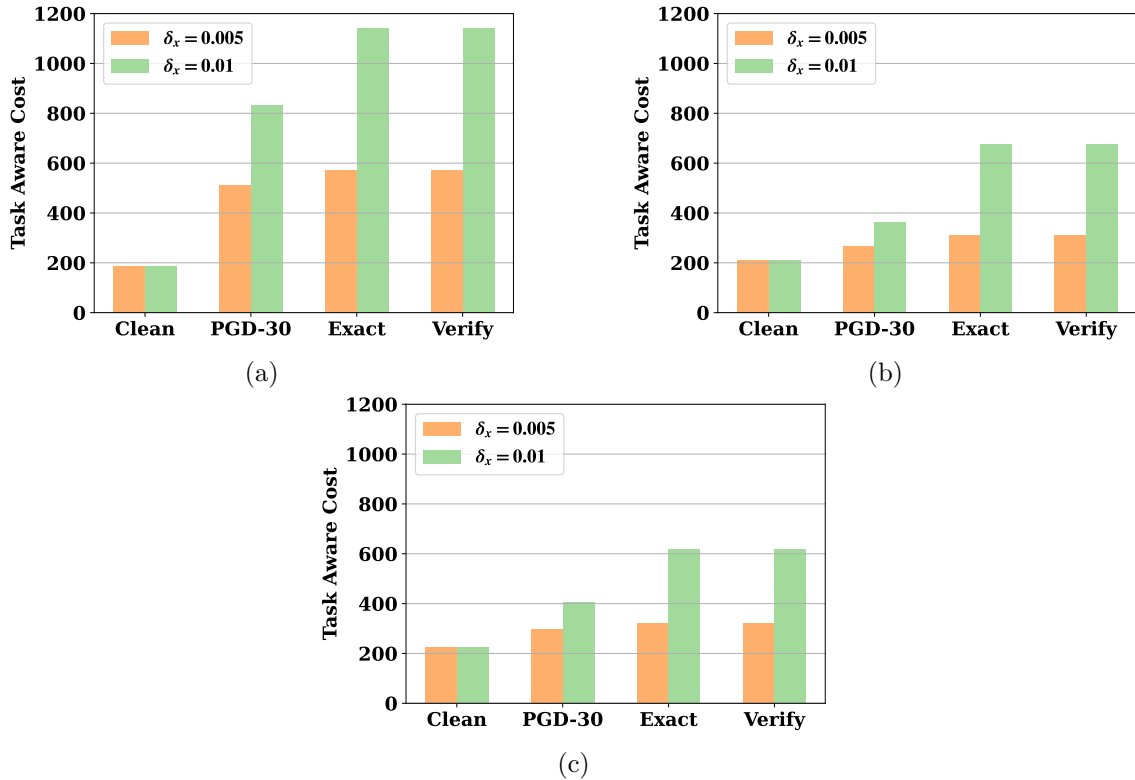 1200
1000
800
600
400
200
0
Task Aware Cost
δₓ = 0.005
δₓ = 0.01
Clean PGD-30 Exact Verify
(a)
1200
1000
800
600
400
200
0
Task Aware Cost
δₓ = 0.005
δₓ = 0.01
Clean PGD-30 Exact Verify
(b)
1200
1000
800
600
400
200
0
Task Aware Cost
δₓ = 0.005
δₓ = 0.01
Clean PGD-30 Exact Verify
(c)